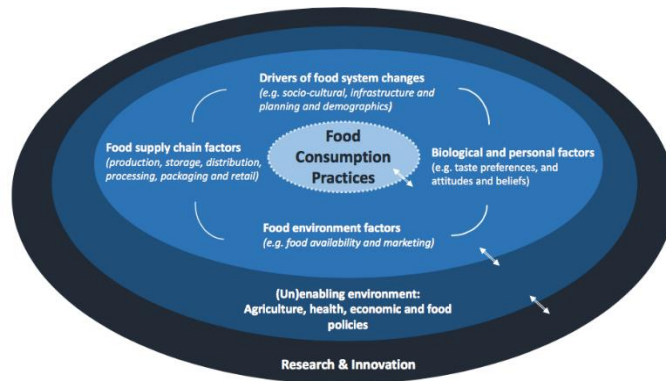 Drivers of food system changes
(e.g. socio-cultural, infrastructure and
planning and demographics)
Food supply chain factors
(production, storage, distribution,
processing, packaging and retail)
Food
Consumption
Practices
Biological and personal factors
(e.g. taste preferences, and
attitudes and beliefs)
Food environment factors
(e.g. food availability and marketing)
(Un)enabling environment:
Agriculture, health, economic and food
policies
Research & Innovation